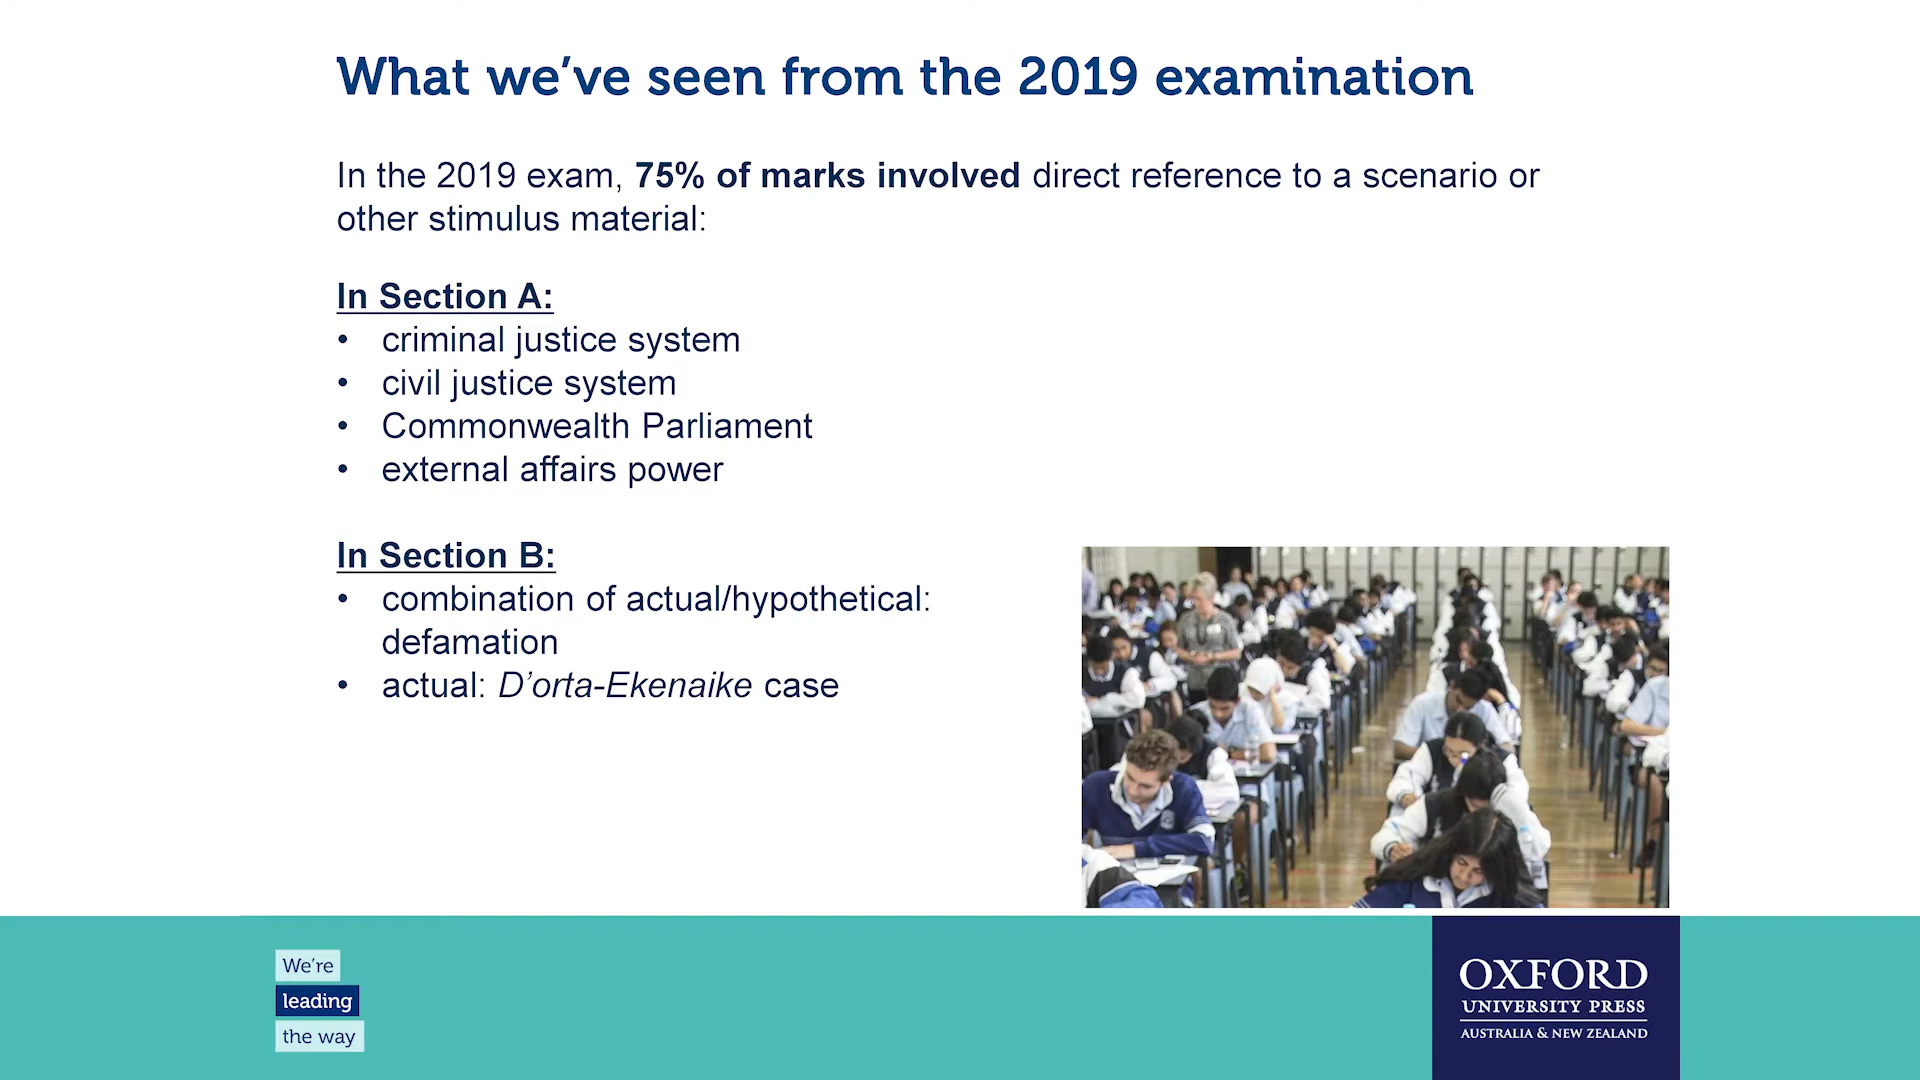 What we’ve seen from the 2019 examination
In the 2019 exam, 75% of marks involved direct reference to a scenario or
other stimulus material:
In Section A:
• criminal justice system
• civil justice system
• Commonwealth Parliament
• external affairs power
In Section B:
• combination of actual/hypothetical:
defamation
• actual: D’orta-Ekenaike case
We’re
leading
the way
OXFORD
UNIVERSITY PRESS
AUSTRALIA & NEW ZEALAND